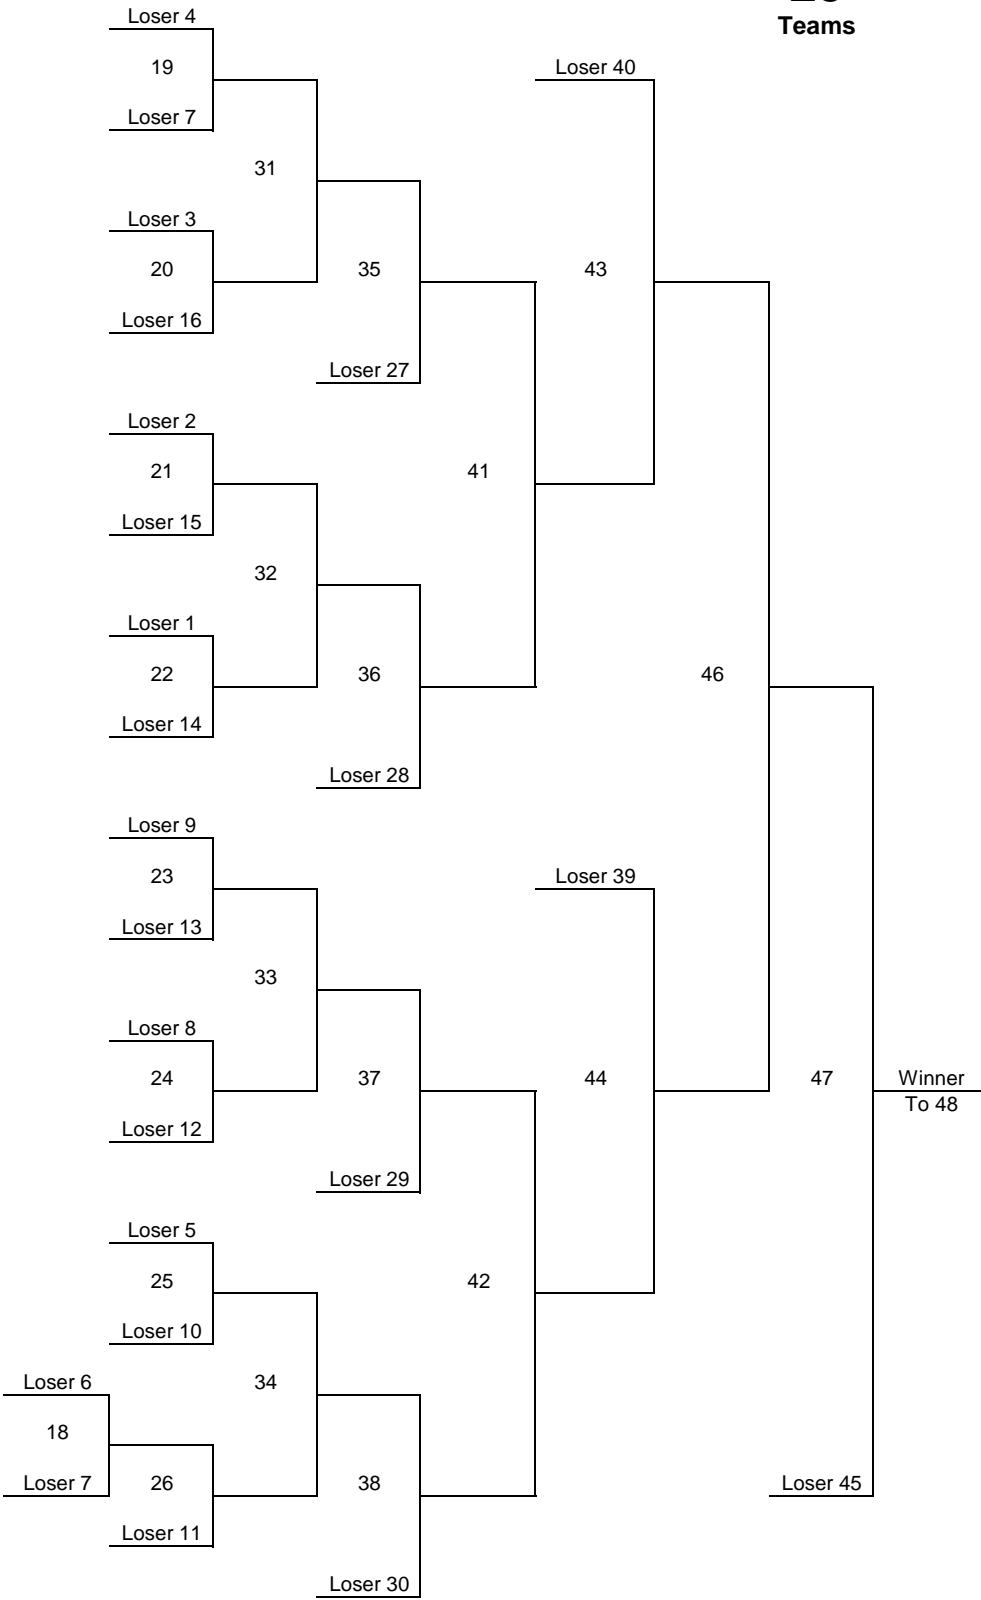 Teams
Loser 4
19
Loser 7
31
Loser 3
20
Loser 16
35
Loser 27
Loser 40
43
Loser 2
21
Loser 15
41
32
Loser 1
22
Loser 14
36
Loser 28
46
Loser 9
23
Loser 13
33
Loser 39
Loser 8
24
Loser 12
37
Loser 29
44
47
Winner
To 48
Loser 5
25
Loser 10
42
34
Loser 6
18
Loser 7
26
Loser 11
38
Loser 30
Loser 45